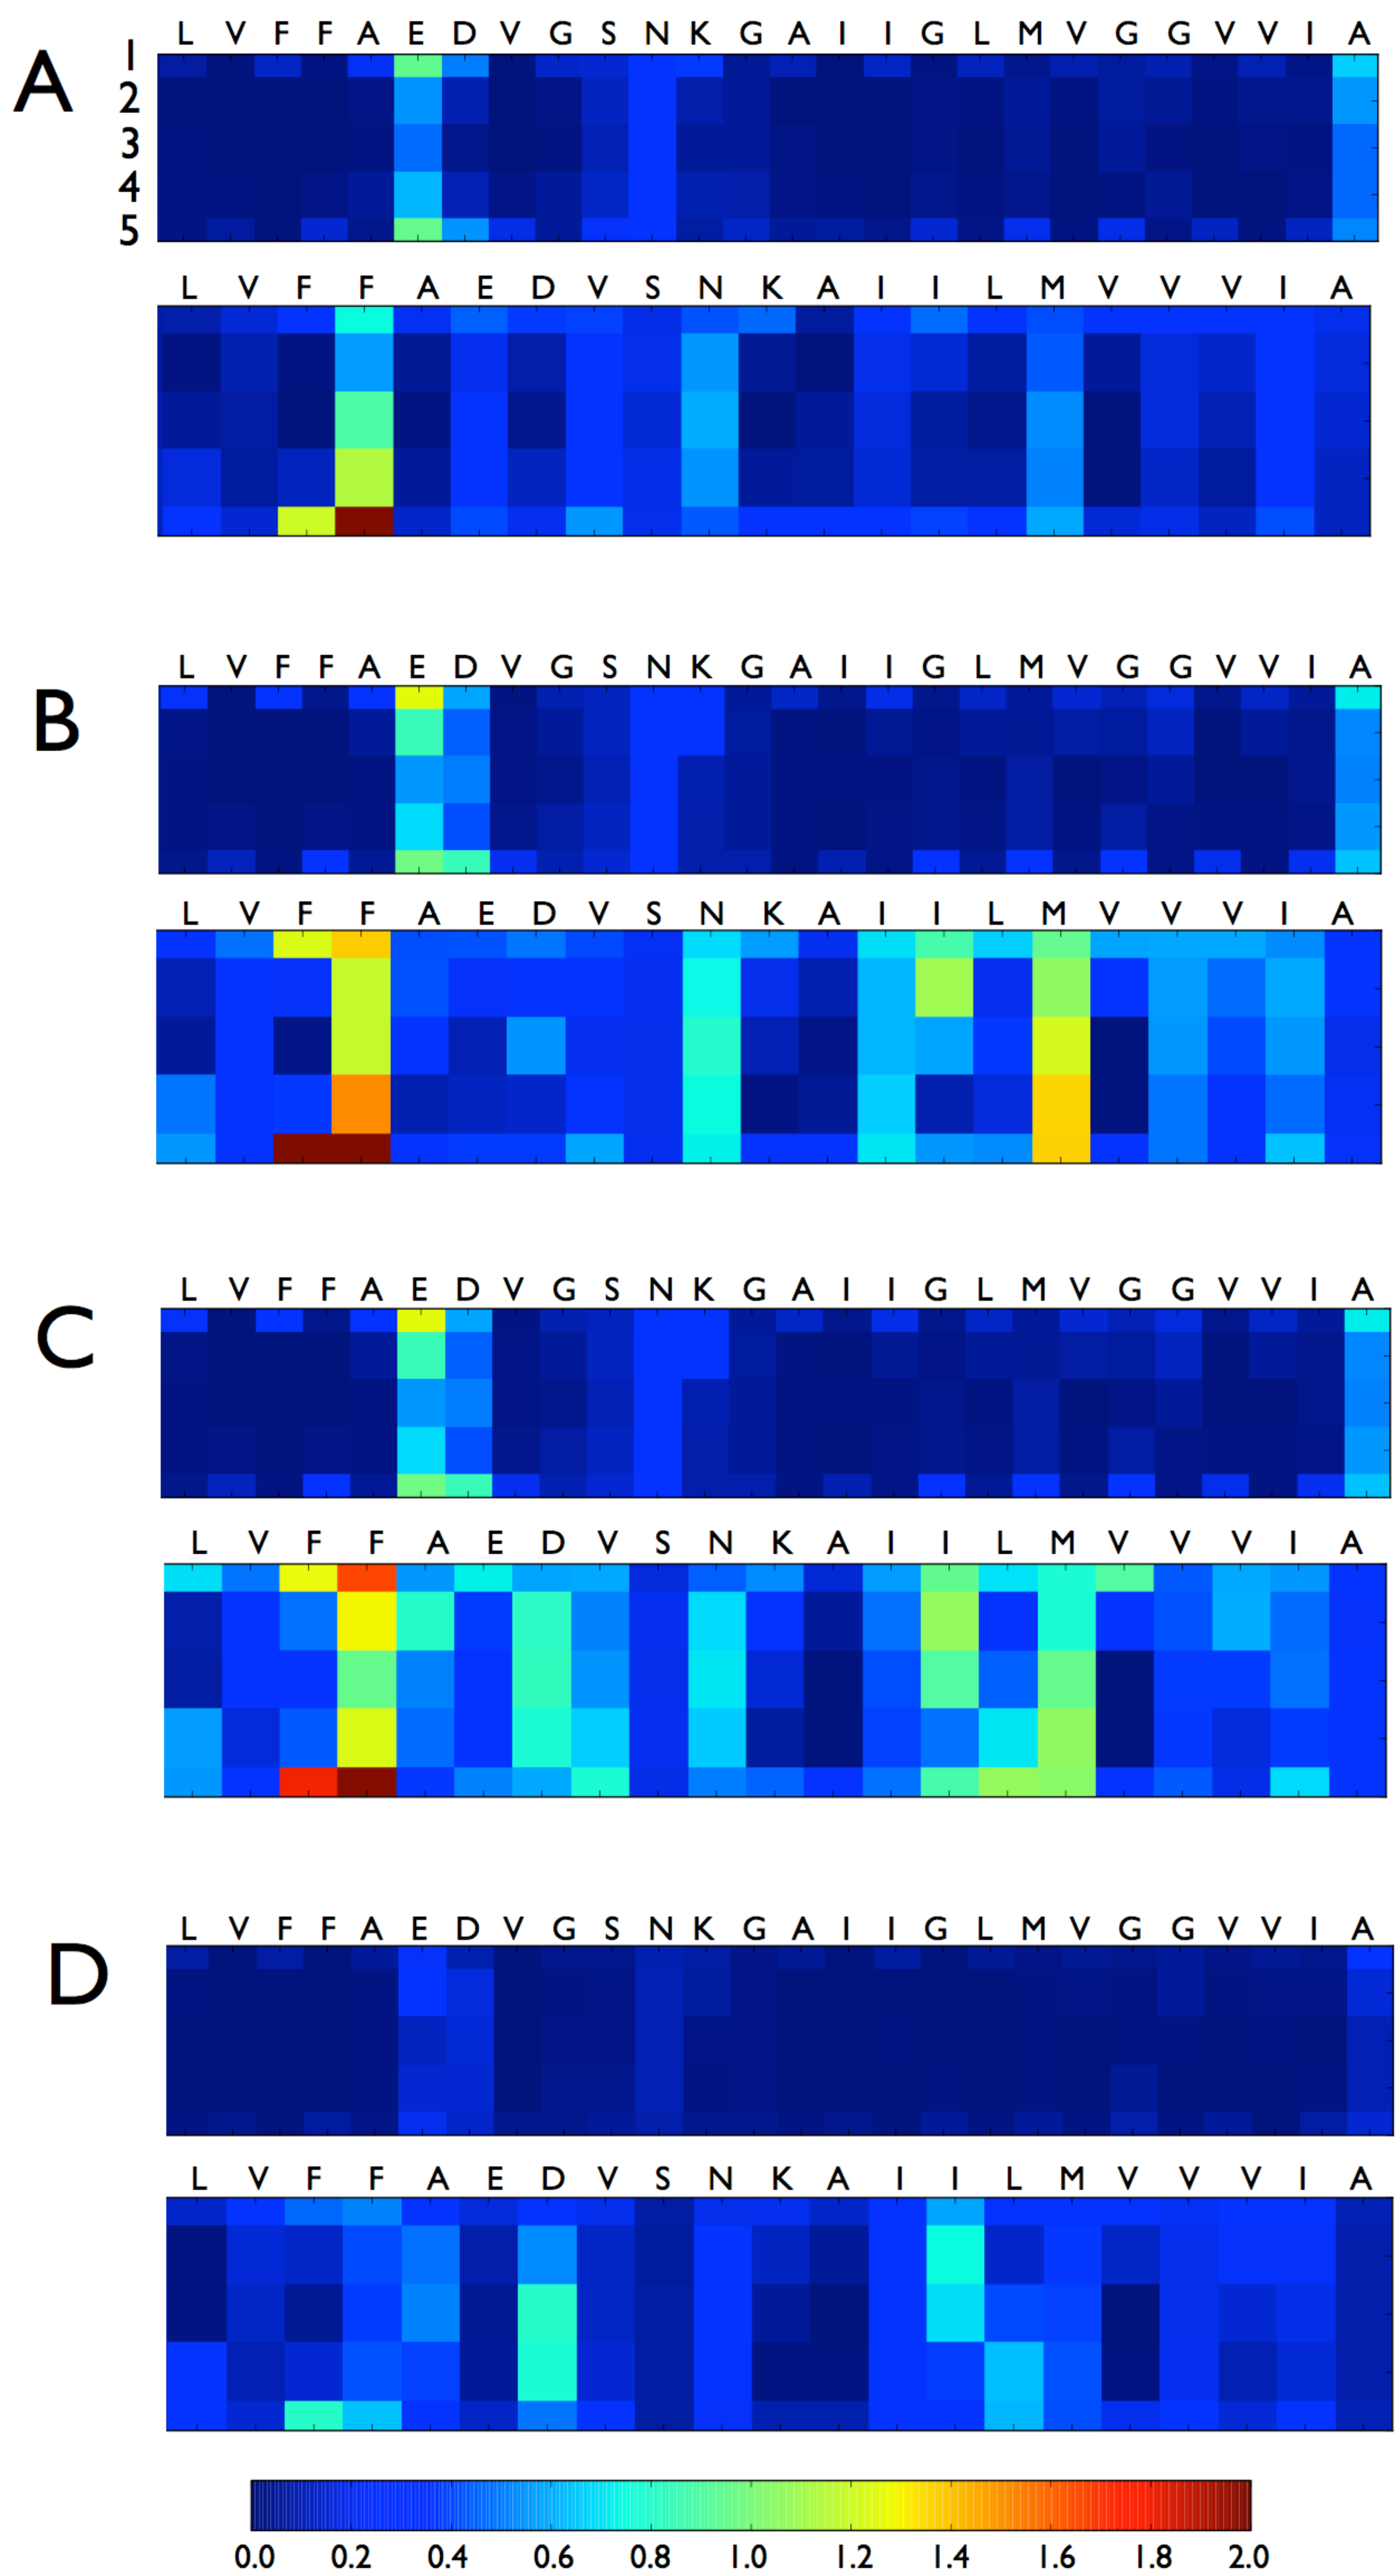 L V F F A E D V G S N K G A I I G L M V G G V V I A
A
1
2
3
4
5
L V F F A E D V S N K A I I L M V V V I A
L V F F A E D V G S N K G A I I G L M V G G V V I A
B
L V F F A E D V S N K A I I L M V V V I A
L V F F A E D V G S N K G A I I G L M V G G V V I A
C
L V F F A E D V S N K A I I L M V V V I A
L V F F A E D V G S N K G A I I G L M V G G V V I A
D
L V F F A E D V S N K A I I L M V V V I A
0.0 0.2 0.4 0.6 0.8 1.0 1.2 1.4 1.6 1.8 2.0